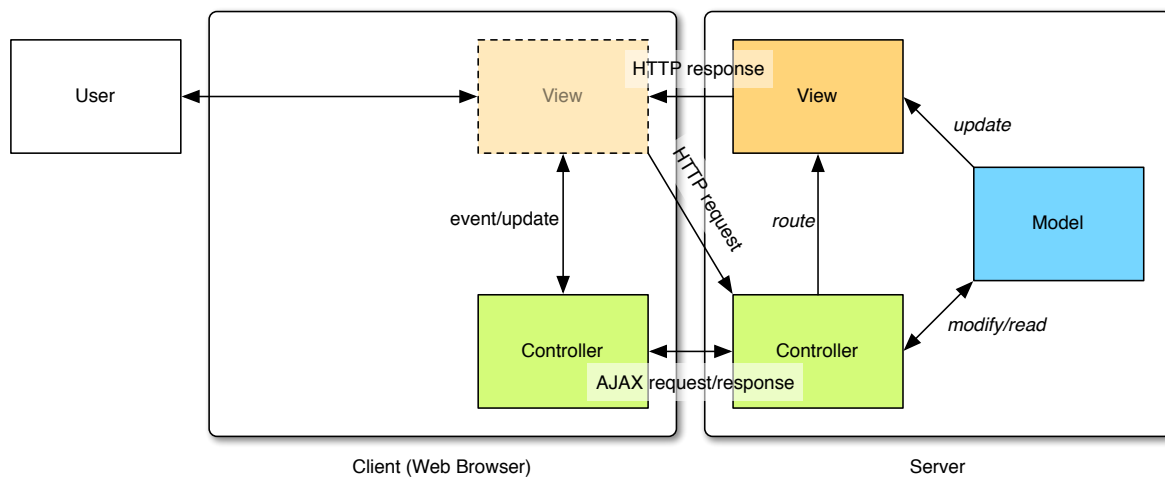 HTTP response
User
View
View
update
HTTP request
event/update
route
Model
modify/read
Controller
Controller
AJAX request/response
Client (Web Browser)
Server